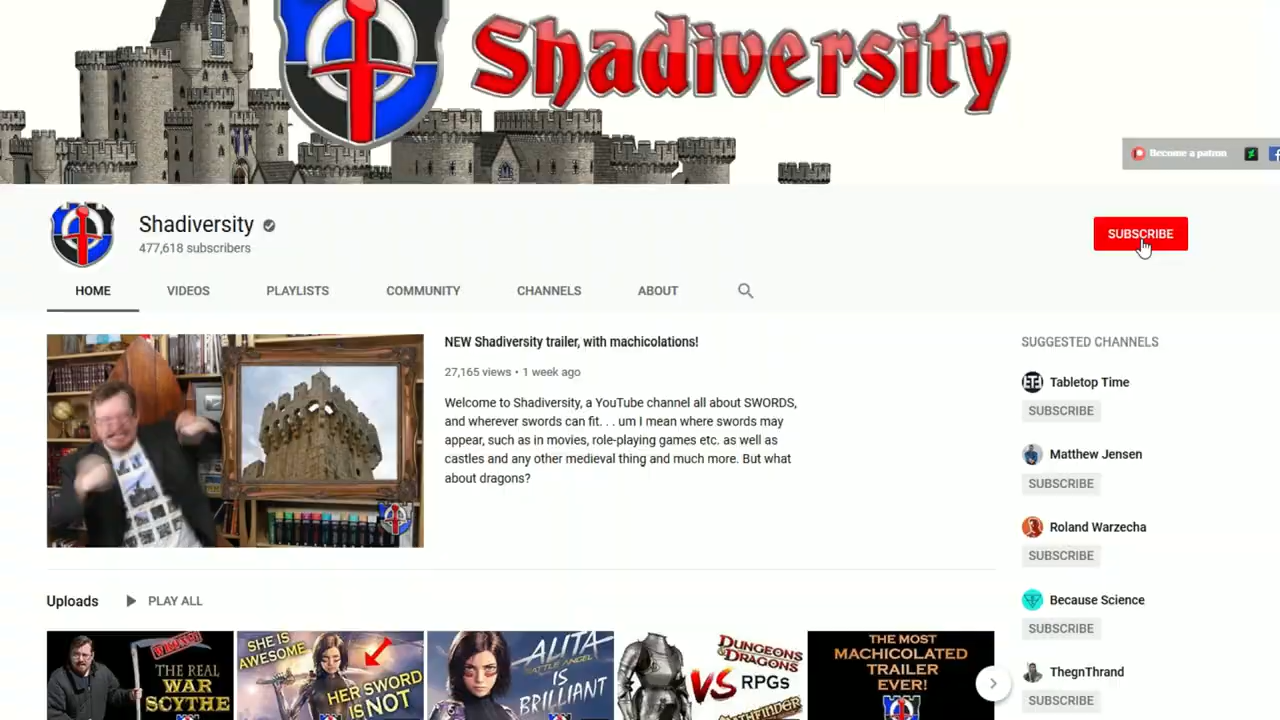 Shadiversity
Become a patron
Shadiversity
477,618 subscribers
SUBSCRIBE
HOME
VIDEOS
PLAYLISTS
COMMUNITY
CHANNELS
ABOUT
NEW Shadiversity trailer, with machicolations!
27,165 views • 1 week ago
Welcome to Shadiversity, a YouTube channel all about SWORDS,
and wherever swords can fit. . . um I mean where swords may
appear, such as in movies, role-playing games etc. as well as
castles and any other medieval thing and much more. But what
about dragons?
SUGGESTED CHANNELS
Tabletop Time
SUBSCRIBE
Matthew Jensen
SUBSCRIBE
Roland Warzecha
SUBSCRIBE
Because Science
SUBSCRIBE
ThegnThrand
SUBSCRIBE
Uploads
PLAY ALL
THE REAL
WAR
SCYTHE
SHE IS
AWESOME
HER SWORD
IS NOT
ALITA
BATTLE ANGEL
IS
BRILLIANT
DUNGEONS
& DRAGONS
VS RPGs
PATHFINDER
THE MOST
MACHICOLATED
TRAILER
EVER!